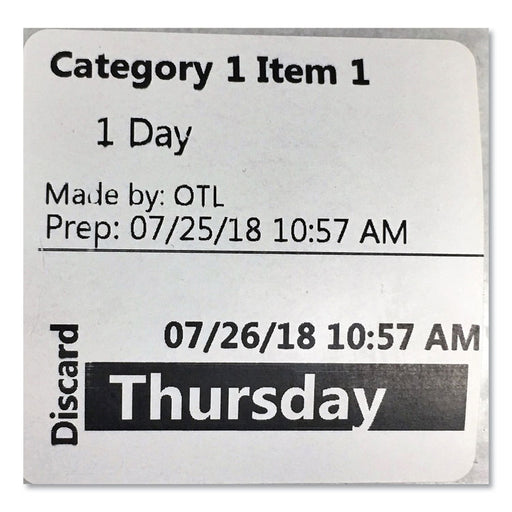 Category 1 Item 1
1 Day
Made by: OTL
Prep: 07/25/18 10:57 AM
07/26/18 10:57 AM
Discard
Thursday